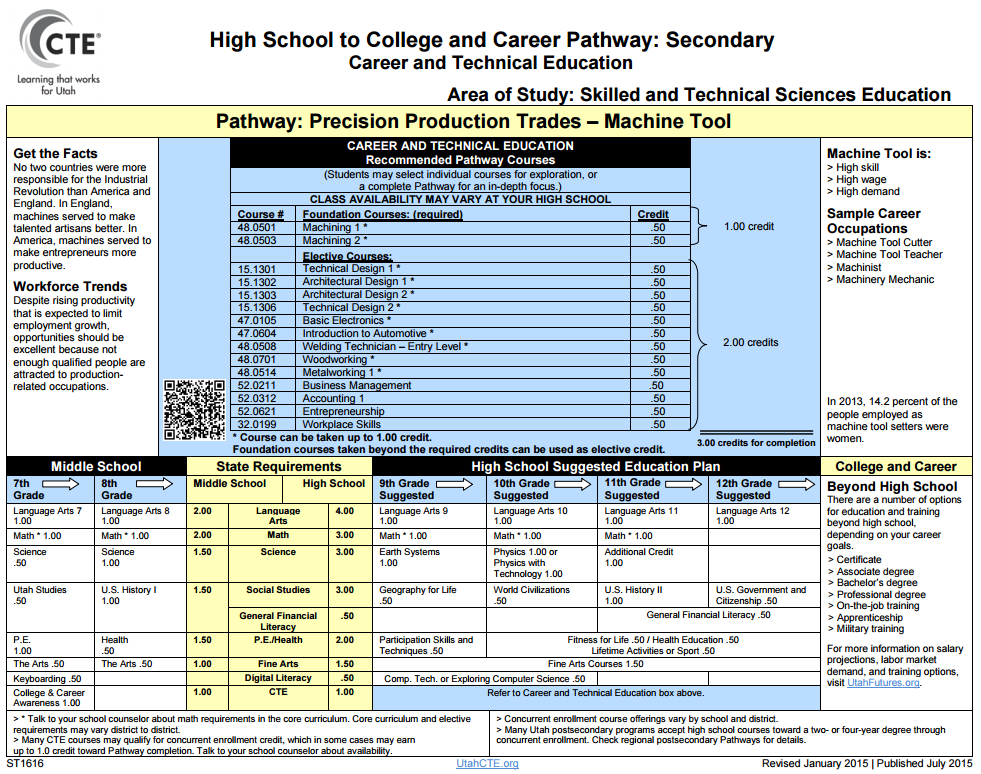 CTE®
Learning that works
for Utah
High School to College and Career Pathway: Secondary
Career and Technical Education
Area of Study: Skilled and Technical Sciences Education
Pathway: Precision Production Trades – Machine Tool
Get the Facts
No two countries were more
responsible for the Industrial
Revolution than America and
England. In England,
machines served to make
talented artisans better. In
America, machines served to
make entrepreneurs more
productive.
Workforce Trends
Despite rising productivity
that is expected to limit
employment growth,
opportunities should be
excellent because not
enough qualified people are
attracted to production-
related occupations.
CAREER AND TECHNICAL EDUCATION
Recommended Pathway Courses
(Students may select individual courses for exploration, or
a complete Pathway for an in-depth focus.)
CLASS AVAILABILITY MAY VARY AT YOUR HIGH SCHOOL
Course # Foundation Courses: (required) Credit
48.0501 Machining 1 * .50
48.0503 Machining 2 * .50
1.00 credit
Elective Courses:
15.1301 Technical Design 1 * .50
15.1302 Architectural Design 1 * .50
15.1303 Architectural Design 2 * .50
15.1306 Technical Design 2 * .50
47.0105 Basic Electronics * .50
47.0604 Introduction to Automotive * .50
48.0508 Welding Technician – Entry Level * .50
48.0701 Woodworking * .50
48.0514 Metalworking 1 * .50
52.0211 Business Management .50
52.0312 Accounting 1 .50
52.0621 Entrepreneurship .50
32.0199 Workplace Skills .50
2.00 credits
* Course can be taken up to 1.00 credit.
Foundation courses taken beyond the required credits can be used as elective credit.
3.00 credits for completion
Machine Tool is:
> High skill
> High wage
> High demand
Sample Career
Occupations
> Machine Tool Cutter
> Machine Tool Teacher
> Machinist
> Machinery Mechanic
In 2013, 14.2 percent of the
people employed as
machine tool setters were
women.
Middle School State Requirements High School Suggested Education Plan College and Career
7th Grade 8th Grade Middle School High School 9th Grade Suggested 10th Grade Suggested 11th Grade Suggested 12th Grade Suggested
Language Arts 7 1.00 Language Arts 8 1.00 2.00 Language Arts 4.00 Language Arts 9 1.00 Language Arts 10 1.00 Language Arts 11 1.00 Language Arts 12 1.00
Math * 1.00 Math * 1.00 2.00 Math 3.00 Math * 1.00 Math * 1.00 Math * 1.00
Science .50 Science 1.00 1.50 Science 3.00 Earth Systems 1.00 Physics 1.00 or Physics with Technology 1.00 Additional Credit 1.00
Utah Studies .50 U.S. History I 1.00 1.50 Social Studies 3.00 Geography for Life .50 World Civilizations .50 U.S. History II 1.00 U.S. Government and Citizenship .50
General Financial Literacy .50 General Financial Literacy .50
P.E. 1.00 Health .50 1.50 P.E./Health 2.00 Participation Skills and Techniques .50 Fitness for Life .50 / Health Education .50 Lifetime Activities or Sport .50
The Arts .50 The Arts .50 1.00 Fine Arts 1.50 Fine Arts Courses 1.50
Keyboarding .50 Digital Literacy .50 Comp. Tech. or Exploring Computer Science .50
College & Career Awareness 1.00 1.00 CTE 1.00 Refer to Career and Technical Education box above.
Beyond High School
There are a number of options
for education and training
beyond high school,
depending on your career
goals.
> Certificate
> Associate degree
> Bachelor's degree
> Professional degree
> On-the-job training
> Apprenticeship
> Military training
For more information on salary
projections, labor market
demand, and training options,
visit UtahFutures.org.
> * Talk to your school counselor about math requirements in the core curriculum. Core curriculum and elective
requirements may vary district to district.
> Many CTE courses may qualify for concurrent enrollment credit, which in some cases may earn
up to 1.0 credit toward Pathway completion. Talk to your school counselor about availability.
> Concurrent enrollment course offerings vary by school and district.
> Many Utah postsecondary programs accept high school courses toward a two- or four-year degree through
concurrent enrollment. Check regional postsecondary Pathways for details.
ST1616 UtahCTE.org Revised January 2015 | Published July 2015